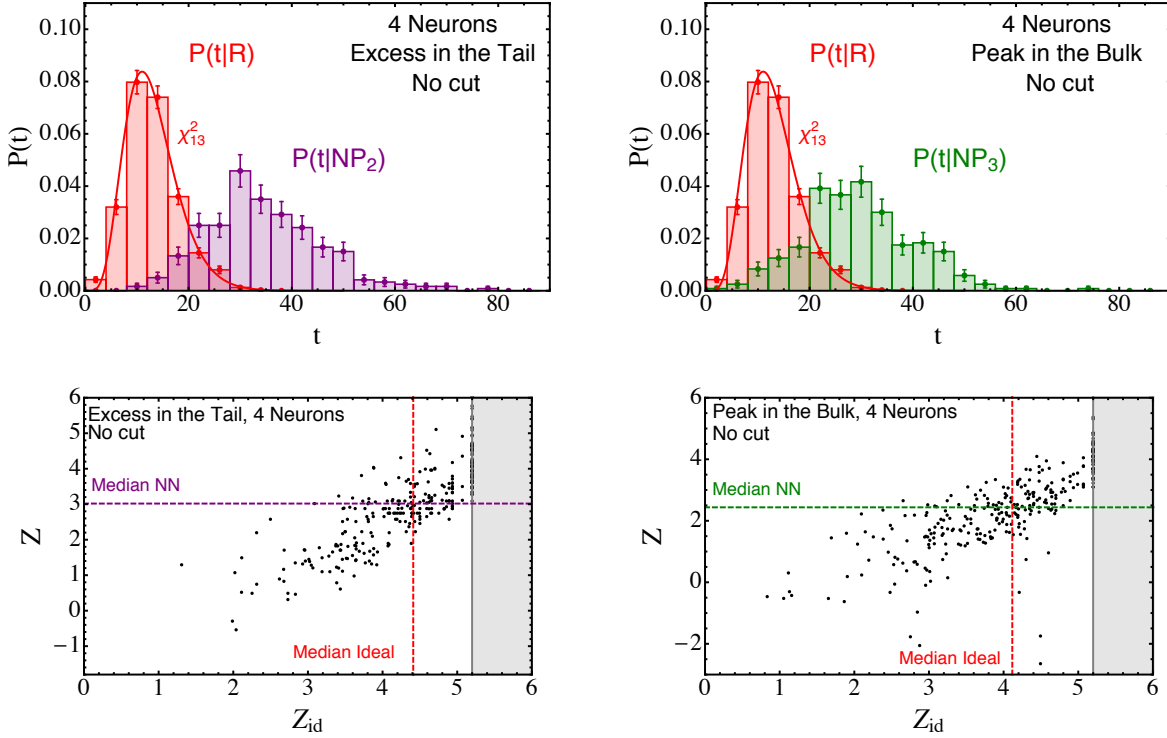 4 Neurons
Excess in the Tail
No cut
P(t|R)
χ²₁₃
P(t|NP₂)
P(t)
0.10
0.08
0.06
0.04
0.02
0.00
0 20 40 60 80
t
4 Neurons
Peak in the Bulk
No cut
P(t|R)
χ²₁₃
P(t|NP₃)
P(t)
0.10
0.08
0.06
0.04
0.02
0.00
0 20 40 60 80
t
Excess in the Tail, 4 Neurons
No cut
Median NN
Median Ideal
Z
6
5
4
3
2
1
0
−1
0 1 2 3 4 5 6
Z_id
Peak in the Bulk, 4 Neurons
No cut
Median NN
Median Ideal
Z
6
4
2
0
−2
0 1 2 3 4 5 6
Z_id